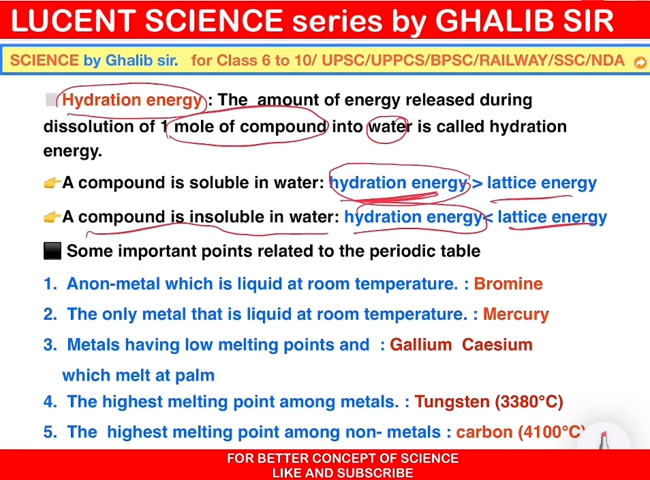 LUCENT SCIENCE series by GHALIB SIR
SCIENCE by Ghalib sir. for Class 6 to 10/ UPSC/UPPCS/BPSC/RAILWAY/SSC/NDA
Hydration energy : The amount of energy released during
dissolution of 1 mole of compound into water is called hydration
energy.
👉A compound is soluble in water: hydration energy > lattice energy
👉A compound is insoluble in water: hydration energy < lattice energy
Some important points related to the periodic table
1. Anon-metal which is liquid at room temperature. : Bromine
2. The only metal that is liquid at room temperature. : Mercury
3. Metals having low melting points and : Gallium Caesium
which melt at palm
4. The highest melting point among metals. : Tungsten (3380°C)
5. The highest melting point among non- metals : carbon (4100°C)
FOR BETTER CONCEPT OF SCIENCE
LIKE AND SUBSCRIBE